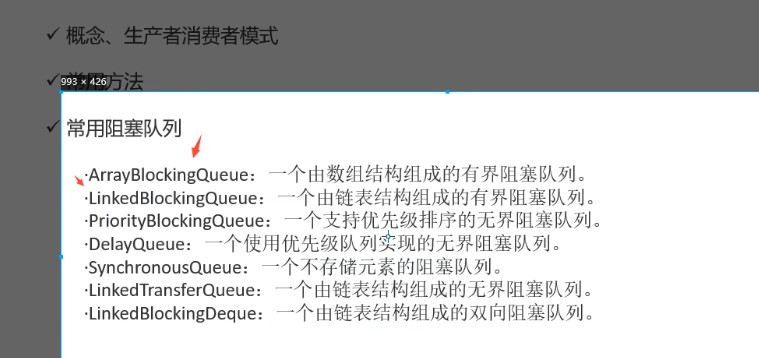 ✓ 概念、生产者消费者模式
✓ 常用方法
993 × 426
✓ 常用阻塞队列
·ArrayBlockingQueue：一个由数组结构组成的有界阻塞队列。
·LinkedBlockingQueue：一个由链表结构组成的有界阻塞队列。
·PriorityBlockingQueue：一个支持优先级排序的无界阻塞队列。
·DelayQueue：一个使用优先级队列实现的无界阻塞队列。
·SynchronousQueue：一个不存储元素的阻塞队列。
·LinkedTransferQueue：一个由链表结构组成的无界阻塞队列。
·LinkedBlockingDeque：一个由链表结构组成的双向阻塞队列。